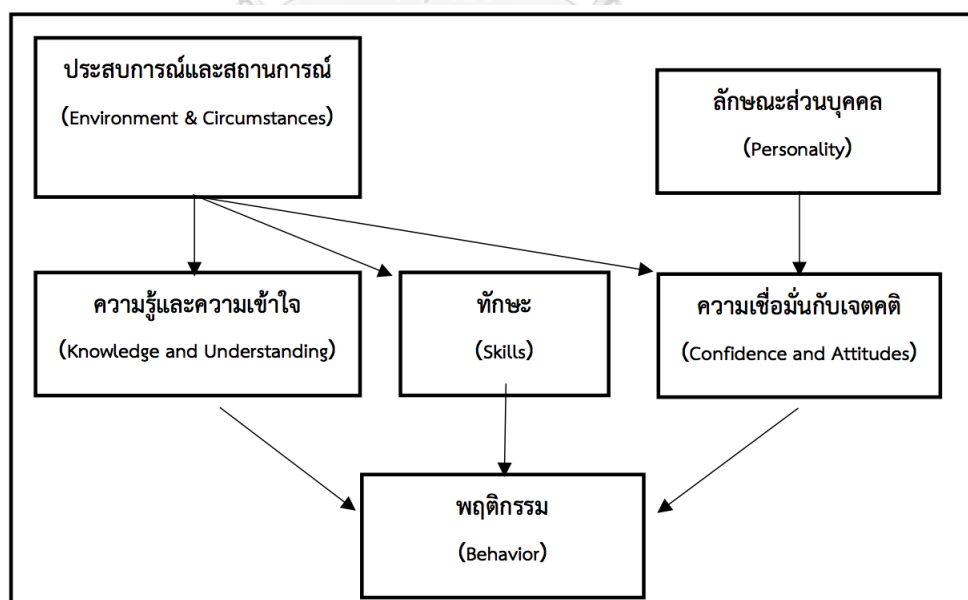 ประสบการณ์และสถานการณ์
(Environment & Circumstances)
ลักษณะส่วนบุคคล
(Personality)
ความรู้และความเข้าใจ
(Knowledge and Understanding)
ทักษะ
(Skills)
ความเชื่อมั่นกับเจตคติ
(Confidence and Attitudes)
พฤติกรรม
(Behavior)